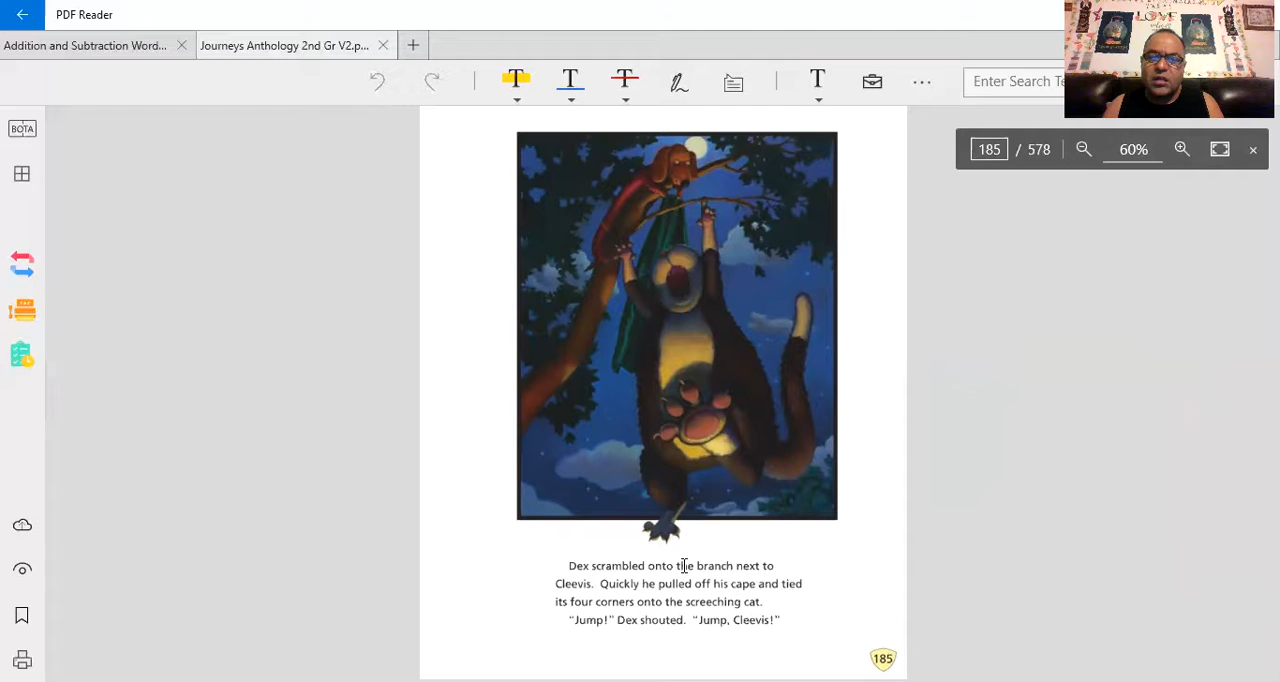 PDF Reader
Addition and Subtraction Word...
Journeys Anthology 2nd Gr V2.p...
Enter Search Te
BOTA
185 / 578
60%
LOVE
Dex scrambled onto the branch next to
Cleevis. Quickly he pulled off his cape and tied
its four corners onto the screeching cat.
“Jump!” Dex shouted. “Jump, Cleevis!”
185